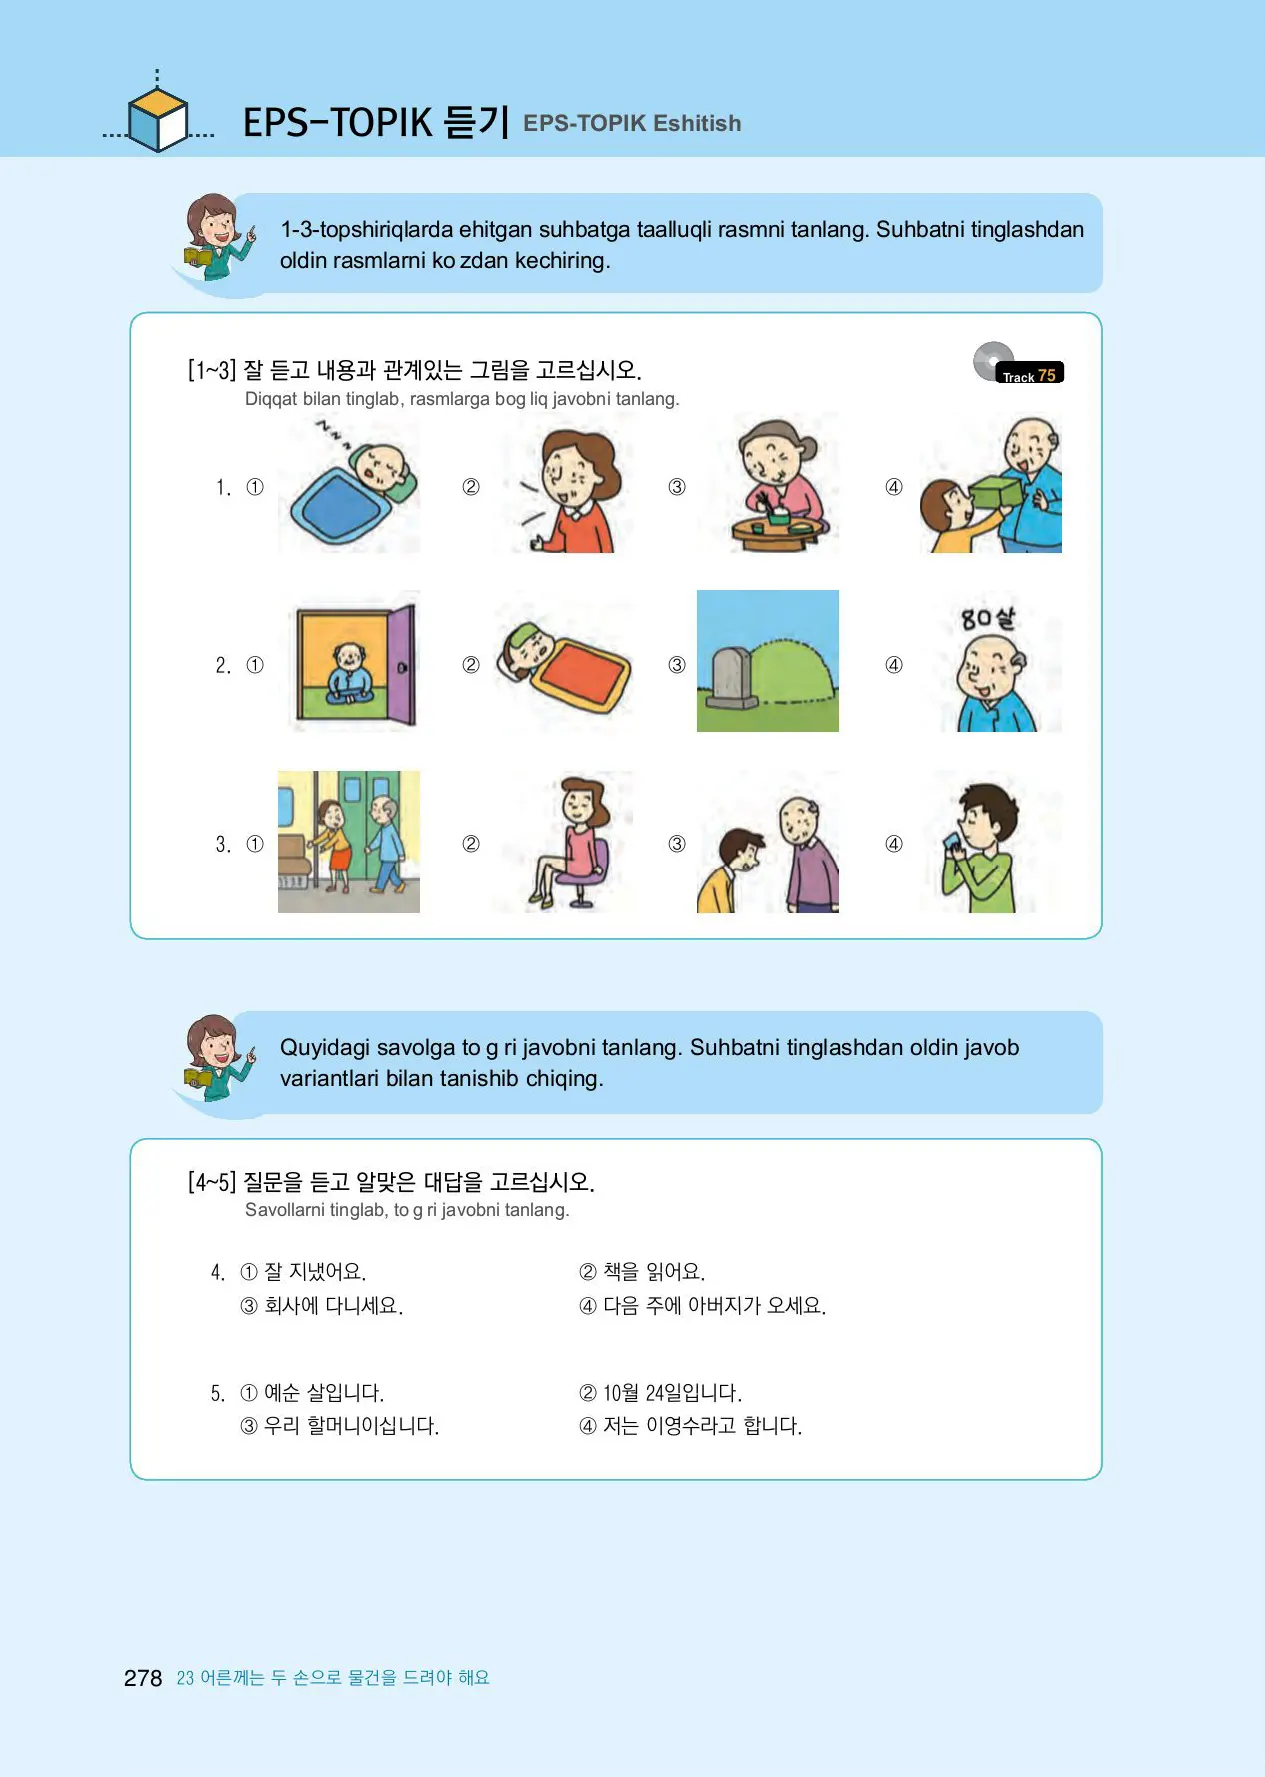 EPS-TOPIK 듣기 EPS-TOPIK Eshitish
1-3-topshiriqlarda ehitgan suhbatga taalluqli rasmni tanlang. Suhbatni tinglashdan
oldin rasmlarni ko zdan kechiring.
[1~3] 잘 듣고 내용과 관계있는 그림을 고르십시오.
Track 75
Diqqat bilan tinglab, rasmlarga bog liq javobni tanlang.
zzzz
1. ① ② ③ ④
80살
2. ① ② ③ ④
3. ① ② ③ ④
Quyidagi savolga to g ri javobni tanlang. Suhbatni tinglashdan oldin javob
variantlari bilan tanishib chiqing.
[4~5] 질문을 듣고 알맞은 대답을 고르십시오.
Savollarni tinglab, to g ri javobni tanlang.
4. ① 잘 지냈어요. ② 책을 읽어요.
③ 회사에 다니세요. ④ 다음 주에 아버지가 오세요.
5. ① 예순 살입니다. ② 10월 24일입니다.
③ 우리 할머니이십니다. ④ 저는 이영수라고 합니다.
278 23 어른께는 두 손으로 물건을 드려야 해요